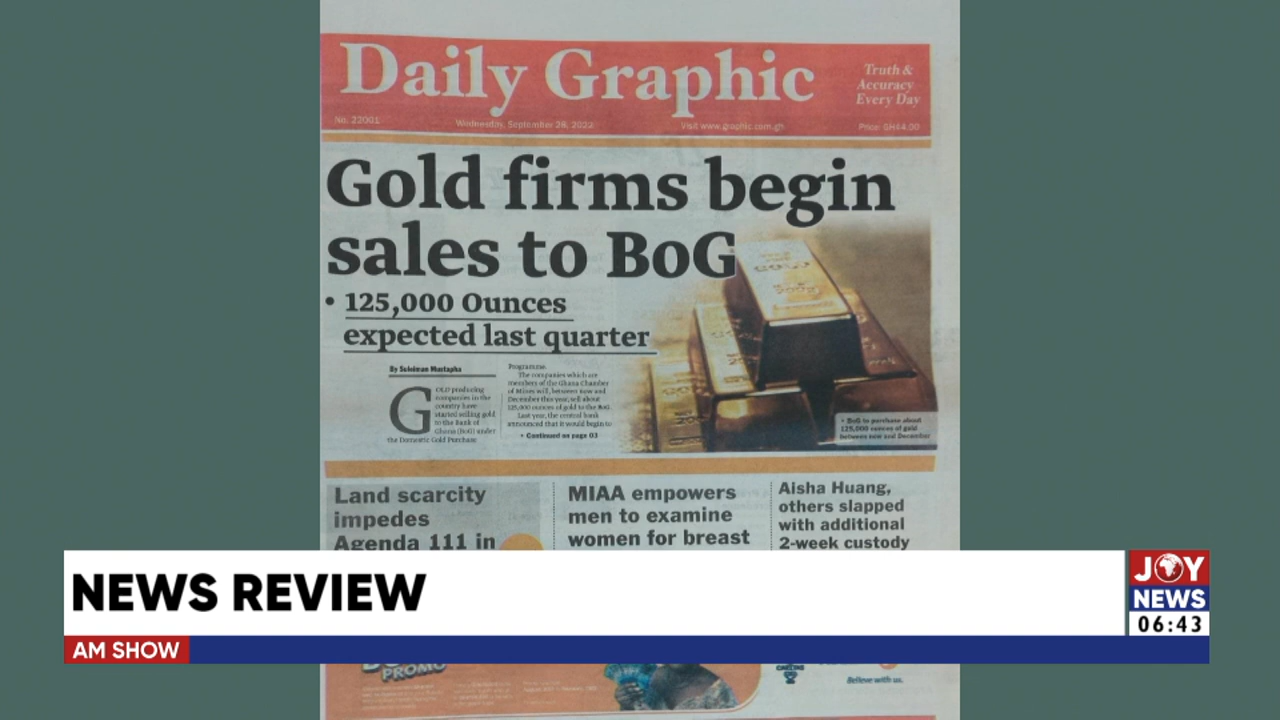 Daily Graphic
Truth &
Accuracy
Every Day
No. 22001
Wednesday, September 28, 2022
Visit www.graphic.com.gh
Price: GH¢4.00
Gold firms begin
sales to BoG
• 125,000 Ounces
expected last quarter
By Suleiman Mustapha
GOLD producing
companies in the
country have
started selling gold
to the Bank of
Ghana (BoG) under
the Domestic Gold Purchase
Programme.
The companies which are
members of the Ghana Chamber
of Mines will, between now and
December this year, sell about
125,000 ounces of gold to the BoG.
Last year, the central bank
announced that it would begin to
• Continued on page 03
• BoG to purchase about
125,000 ounces of gold
between now and December
Land scarcity
impedes
Agenda 111 in
MIAA empowers
men to examine
women for breast
Aisha Huang,
others slapped
with additional
2-week custody
NEWS REVIEW
JOY
NEWS
06:43
AM SHOW
PROMO
Believe with us.